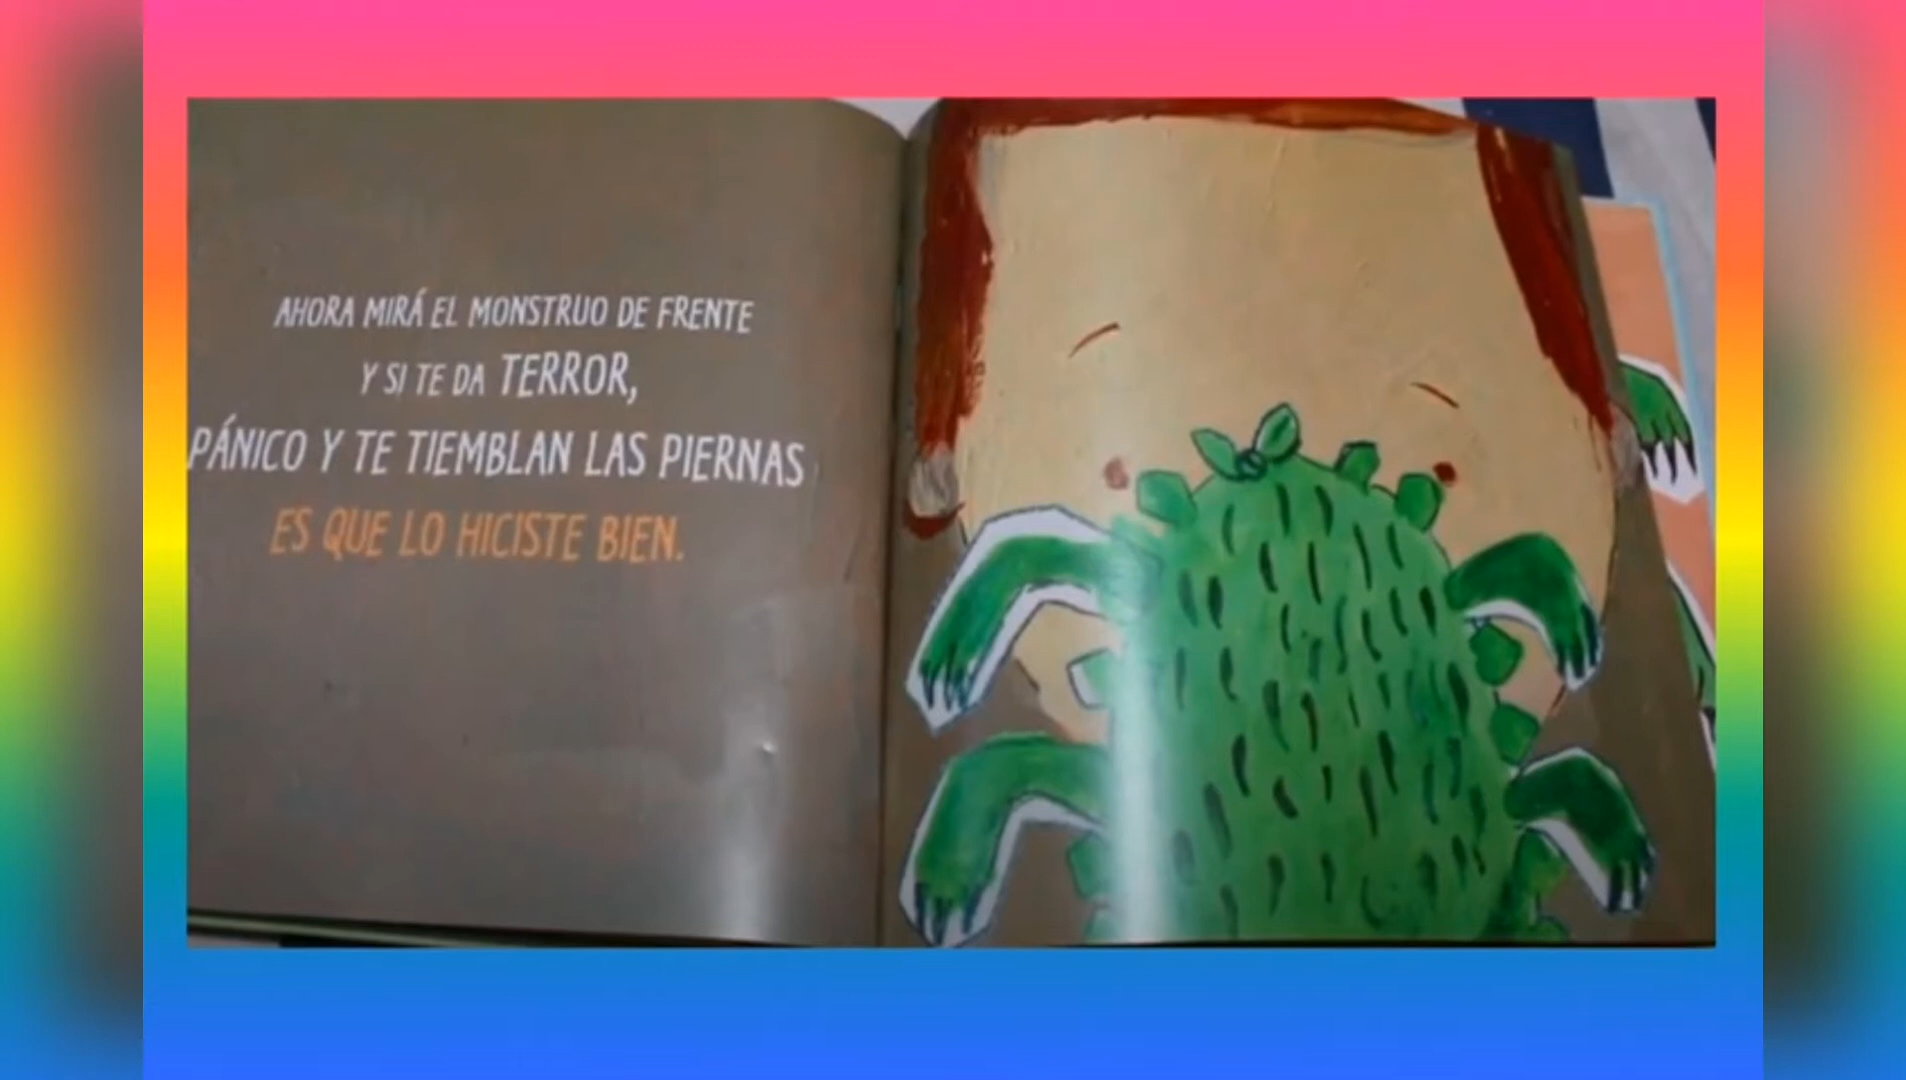 AHORA MIRÁ EL MONSTRUO DE FRENTE
Y SI TE DA TERROR,
PÁNICO Y TE TIEMBLAN LAS PIERNAS
ES QUE LO HICISTE BIEN.